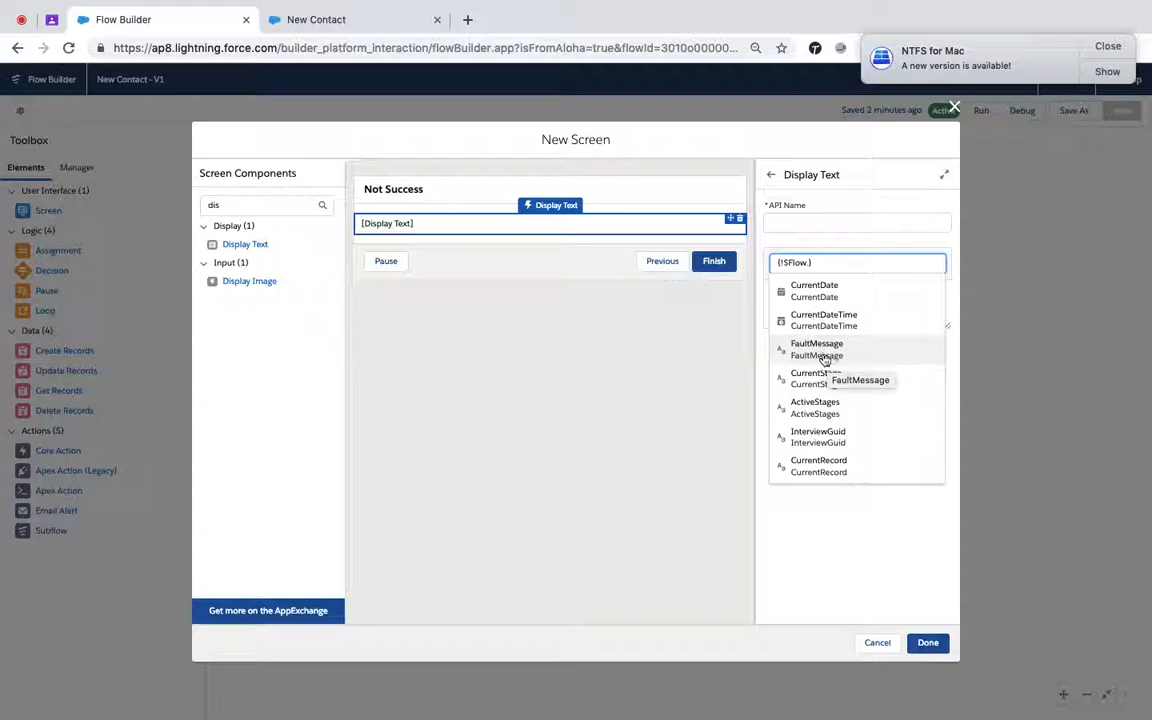 Flow Builder
New Contact
https://ap8.lightning.force.com/builder_platform_interaction/flowBuilder.app?isFromAloha=true&flowId=3010o00000...
NTFS for Mac
A new version is available!
Close
Show
Flow Builder
New Contact - V1
Saved 2 minutes ago
Run
Debug
Save As
Toolbox
Elements
Manager
User Interface (1)
Screen
Logic (4)
Assignment
Decision
Pause
Loop
Data (4)
Create Records
Update Records
Get Records
Delete Records
Actions (5)
Core Action
Apex Action (Legacy)
Apex Action
Email Alert
Subflow
New Screen
Screen Components
dis
Display (1)
Display Text
Input (1)
Display Image
Get more on the AppExchange
Not Success
Display Text
[Display Text]
Pause
Previous
Finish
Display Text
*API Name
{!$Flow.}
CurrentDate
CurrentDate
CurrentDateTime
CurrentDateTime
FaultMessage
FaultMessage
FaultMessage
ActiveStages
ActiveStages
InterviewGuid
InterviewGuid
CurrentRecord
CurrentRecord
Cancel
Done